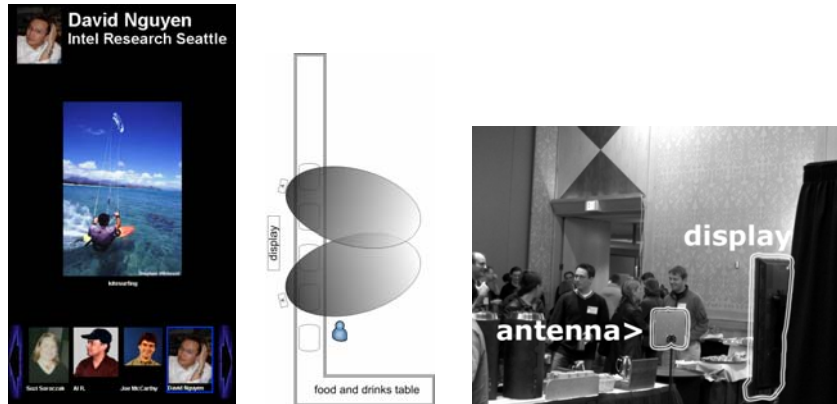 David Nguyen
Intel Research Seattle
kitesurfing
Suzi Soroczak
Al R.
Joe McCarthy
David Nguyen
display
food and drinks table
display
antenna>